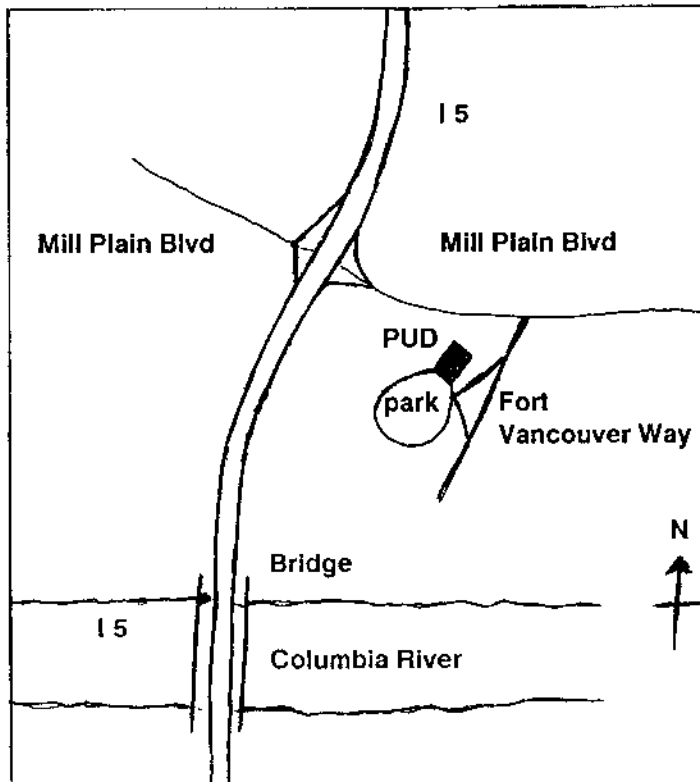 I 5
Mill Plain Blvd
Mill Plain Blvd
PUD
park
Fort
Vancouver Way
N
Bridge
I 5
Columbia River